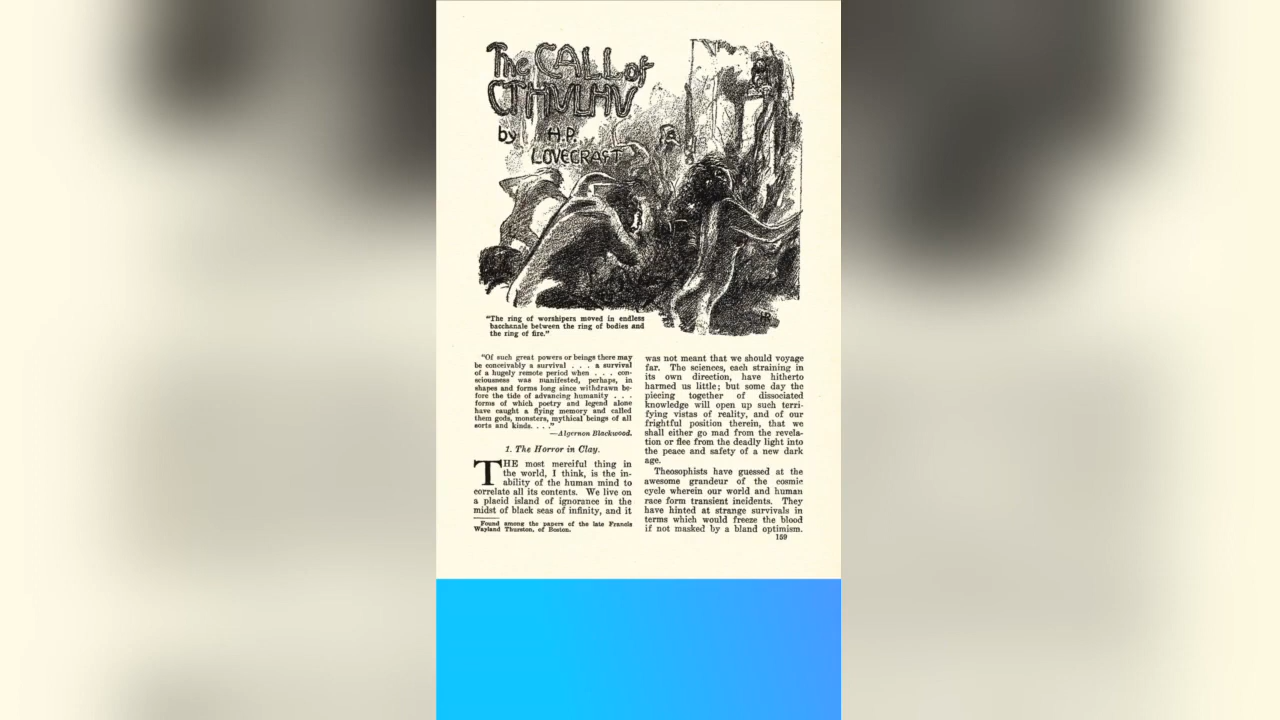 The CALL of
CTHVLHV
by H.P.
LOVECRAFT
"The ring of worshipers moved in endless
bacchanale between the ring of bodies and
the ring of fire."
"Of such great powers or beings there may
be conceivably a survival . . . a survival
of a hugely remote period when . . . con-
sciousness was manifested, perhaps, in
shapes and forms long since withdrawn be-
fore the tide of advancing humanity . . .
forms of which poetry and legend alone
have caught a flying memory and called
them gods, monsters, mythical beings of all
sorts and kinds. . . ."
—Algernon Blackwood.
1. The Horror in Clay.
THE most merciful thing in
the world, I think, is the in-
ability of the human mind to
correlate all its contents. We live on
a placid island of ignorance in the
midst of black seas of infinity, and it
Found among the papers of the late Francis
Wayland Thurston, of Boston.
was not meant that we should voyage
far. The sciences, each straining in
its own direction, have hitherto
harmed us little; but some day the
piecing together of dissociated
knowledge will open up such terri-
fying vistas of reality, and of our
frightful position therein, that we
shall either go mad from the revela-
tion or flee from the deadly light into
the peace and safety of a new dark
age.
Theosophists have guessed at the
awesome grandeur of the cosmic
cycle wherein our world and human
race form transient incidents. They
have hinted at strange survivals in
terms which would freeze the blood
if not masked by a bland optimism.
159